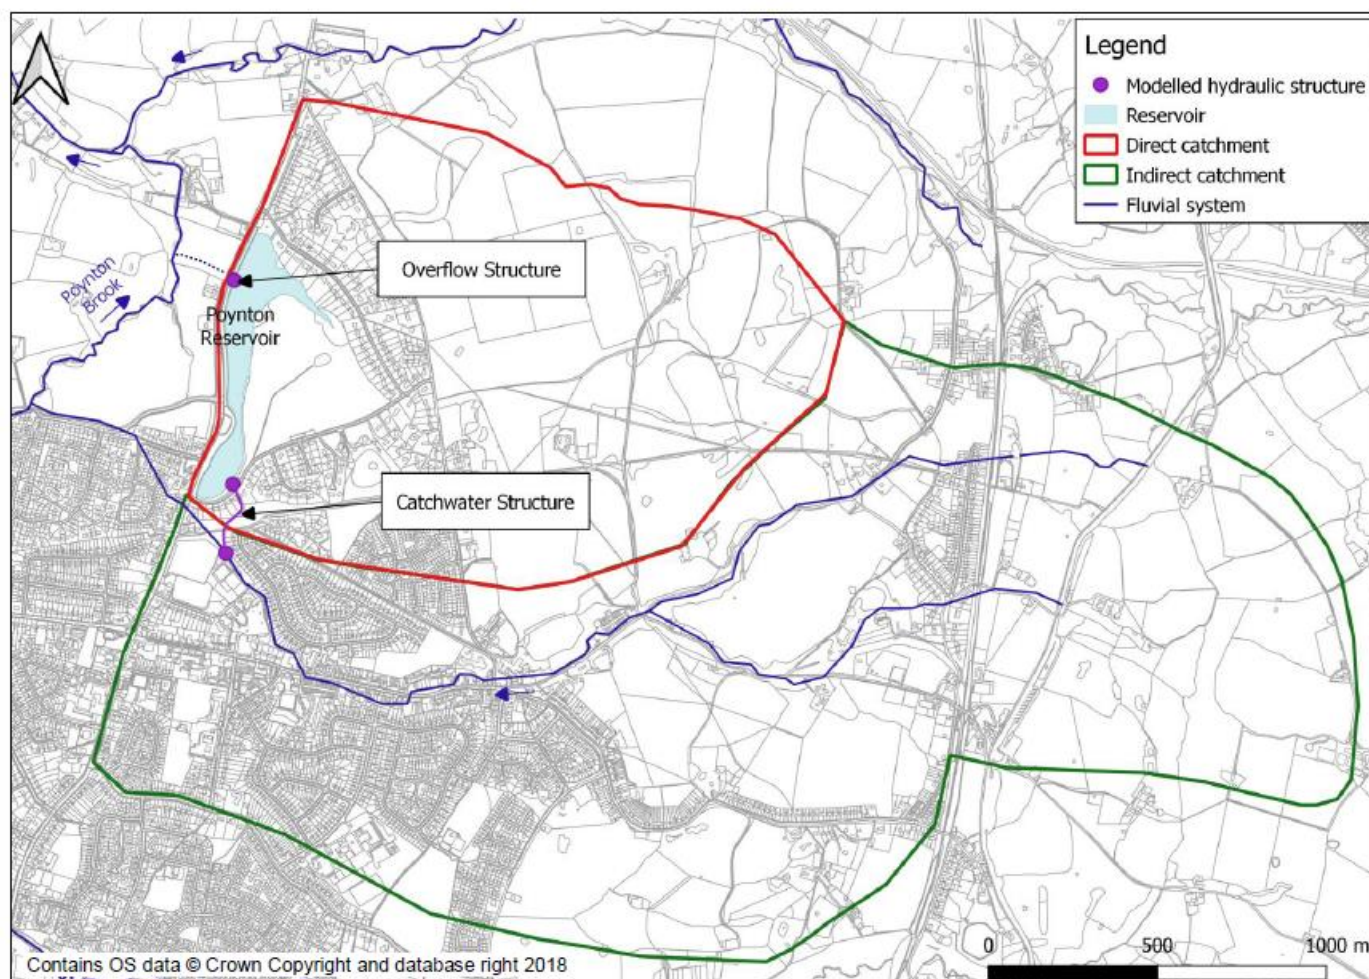 Legend
Modelled hydraulic structure
Reservoir
Direct catchment
Indirect catchment
Fluvial system
Overflow Structure
Poynton
Brook
Poynton
Reservoir
Catchwater Structure
0
500
1000 m
Contains OS data © Crown Copyright and database right 2018